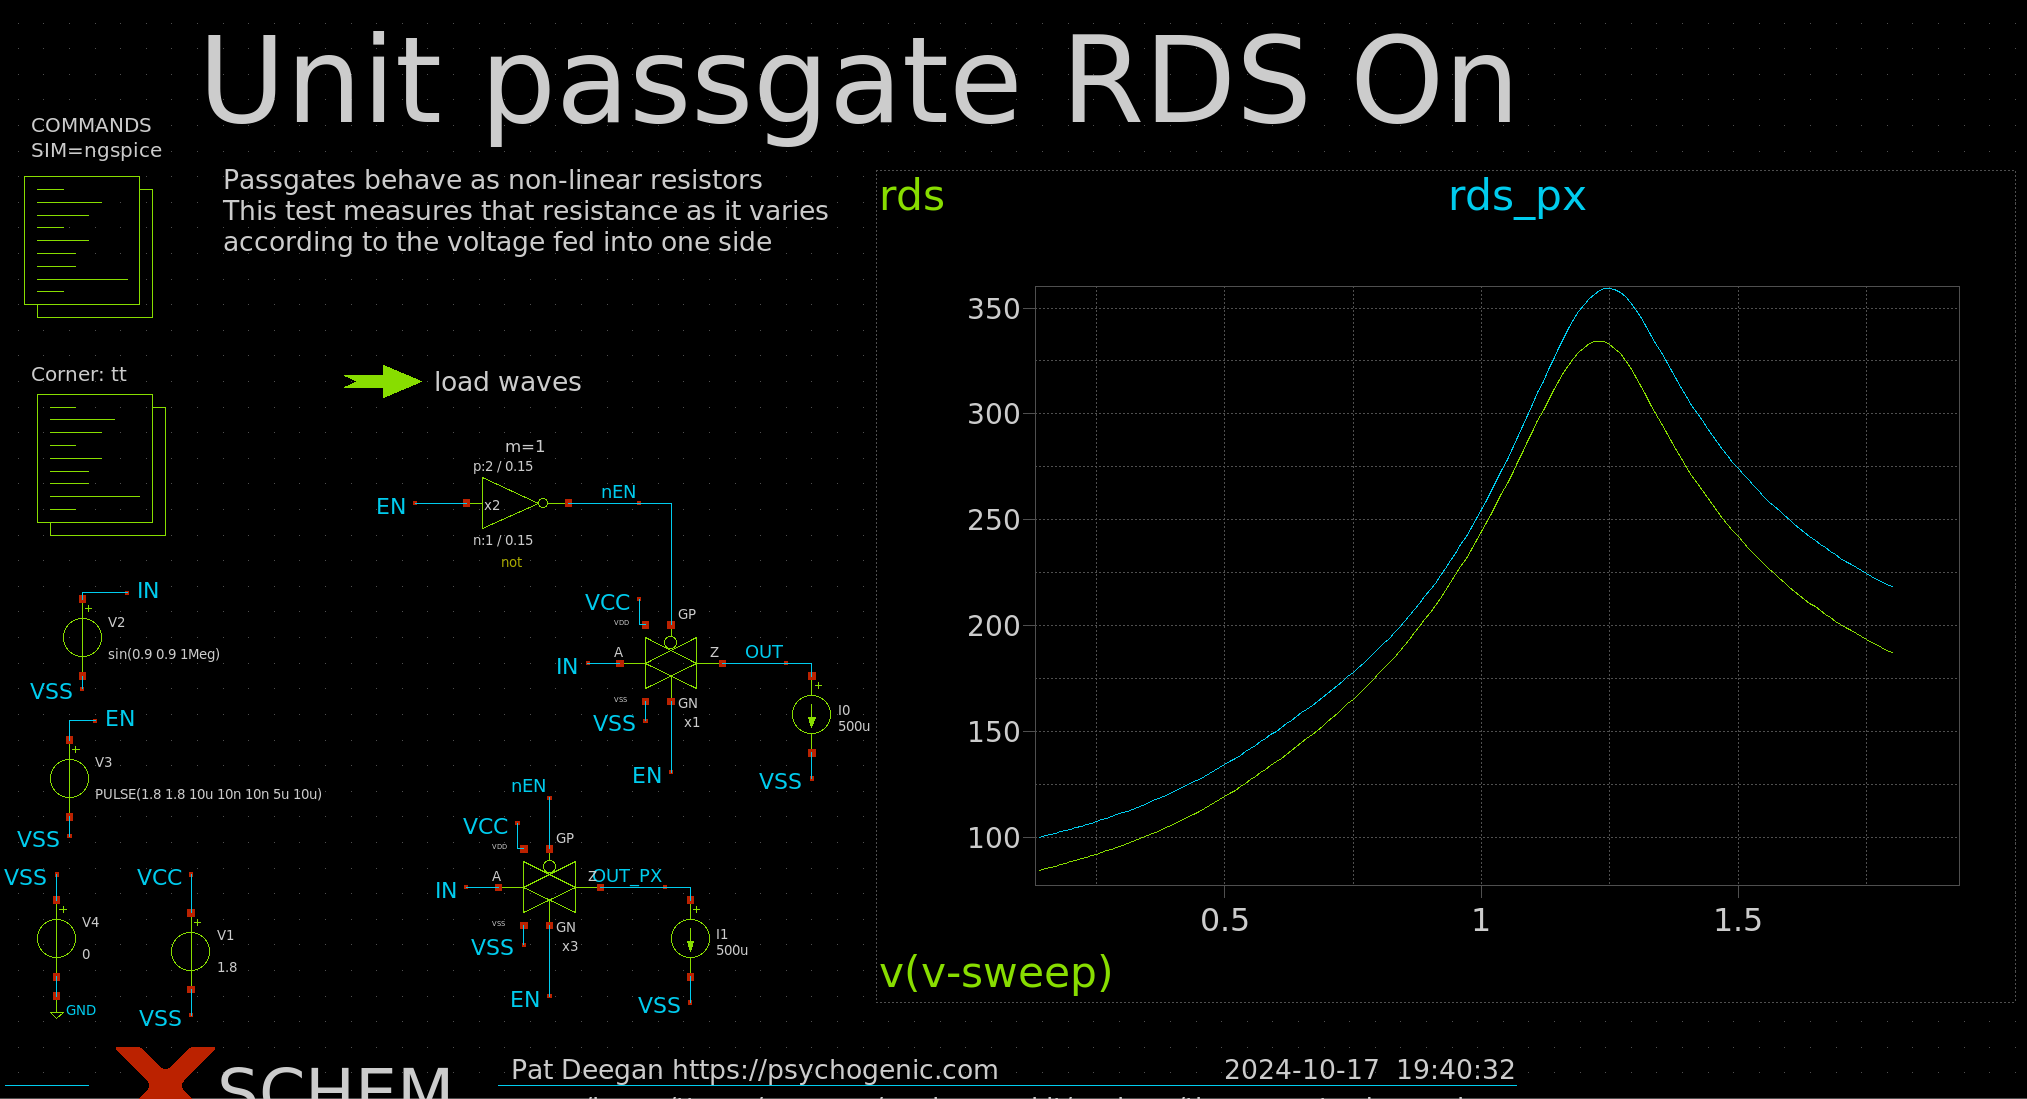 Unit passgate RDS On
COMMANDS
SIM=ngspice
Passgates behave as non-linear resistors
This test measures that resistance as it varies
according to the voltage fed into one side
rds
rds_px
350
300
250
200
150
100
0.5
1
1.5
v(v-sweep)
Corner: tt
load waves
m=1
p:2 / 0.15
EN
x2
nEN
n:1 / 0.15
not
IN
V2
sin(0.9 0.9 1Meg)
VSS
VCC
VDD
GP
IN
A
Z
OUT
VSS
VSS
GN
x1
EN
I0
500u
VSS
EN
V3
PULSE(1.8 1.8 10u 10n 10n 5u 10u)
VSS
nEN
VCC
VDD
GP
IN
A
Z
OUT_PX
VSS
VSS
GN
x3
EN
I1
500u
VSS
VSS
V4
0
GND
VCC
V1
1.8
VSS
XSCHEM
Pat Deegan https://psychogenic.com
2024-10-17 19:40:32